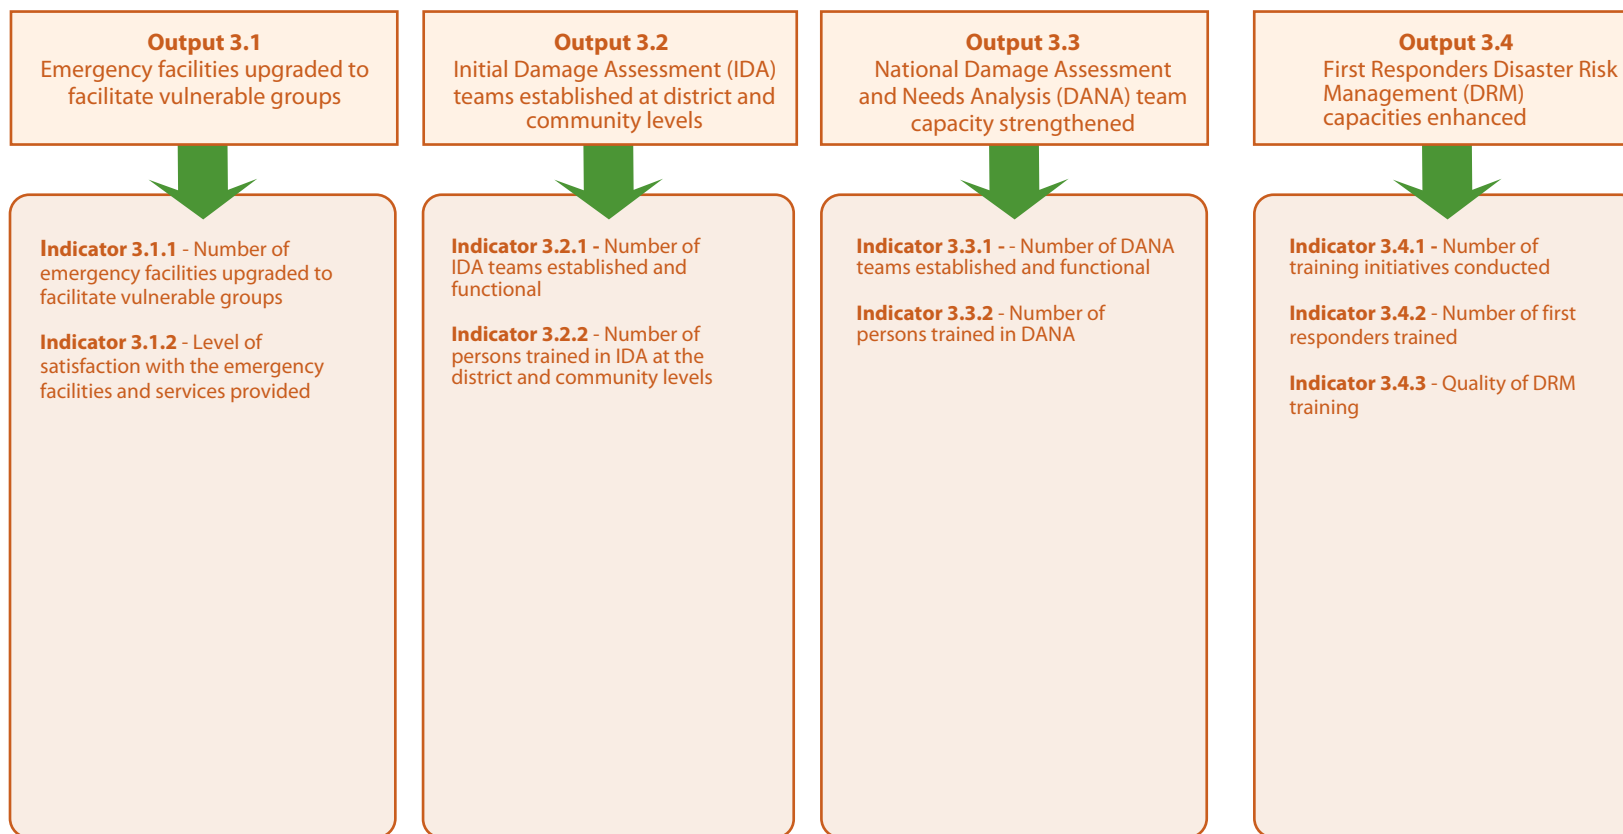 Output 3.1
Emergency facilities upgraded to
facilitate vulnerable groups
Output 3.2
Initial Damage Assessment (IDA)
teams established at district and
community levels
Output 3.3
National Damage Assessment
and Needs Analysis (DANA) team
capacity strengthened
Output 3.4
First Responders Disaster Risk
Management (DRM)
capacities enhanced
Indicator 3.1.1 - Number of
emergency facilities upgraded to
facilitate vulnerable groups
Indicator 3.1.2 - Level of
satisfaction with the emergency
facilities and services provided
Indicator 3.2.1 - Number of
IDA teams established and
functional
Indicator 3.2.2 - Number of
persons trained in IDA at the
district and community levels
Indicator 3.3.1 - - Number of DANA
teams established and functional
Indicator 3.3.2 - Number of
persons trained in DANA
Indicator 3.4.1 - Number of
training initiatives conducted
Indicator 3.4.2 - Number of first
responders trained
Indicator 3.4.3 - Quality of DRM
training